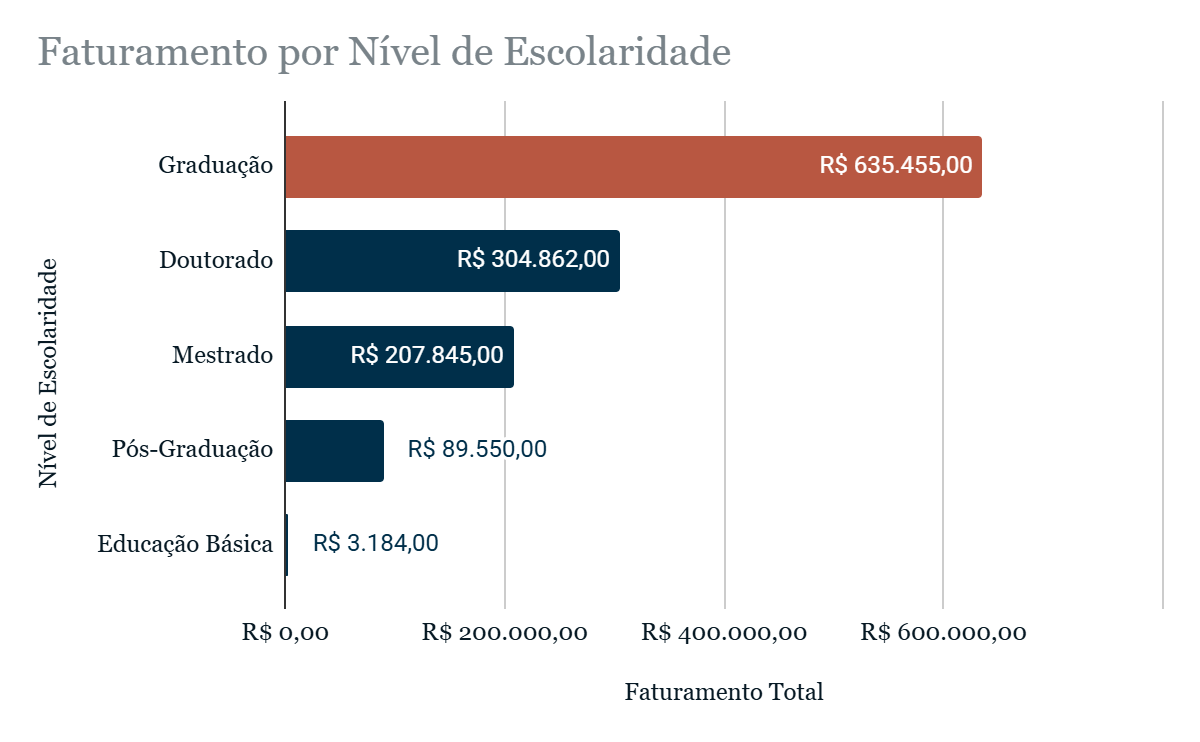 Faturamento por Nível de Escolaridade
Nível de Escolaridade
Graduação
R$ 635.455,00
Doutorado
R$ 304.862,00
Mestrado
R$ 207.845,00
Pós-Graduação
R$ 89.550,00
Educação Básica
R$ 3.184,00
R$ 0,00
R$ 200.000,00
R$ 400.000,00
R$ 600.000,00
Faturamento Total